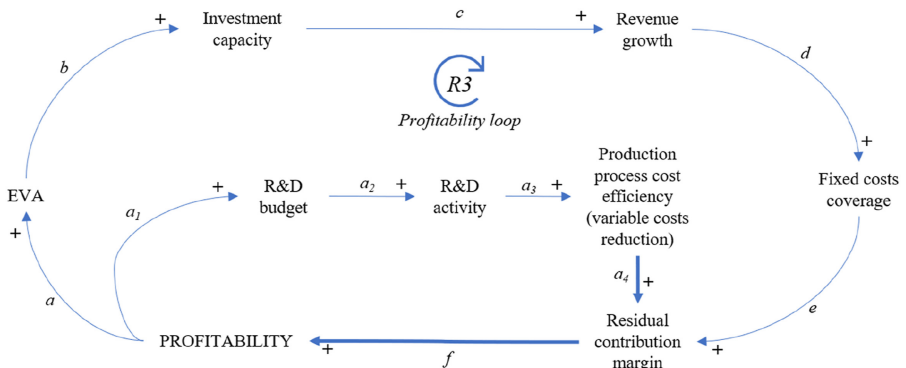 Investment
capacity
+
c
+
Revenue
growth
b
d
R3
Profitability loop
+
EVA
+
a1
+
R&D
budget
a2
+
R&D
activity
a3
+
Production
process cost
efficiency
(variable costs
reduction)
Fixed costs
coverage
a4
+
a
e
PROFITABILITY
+
f
Residual
contribution
margin
+